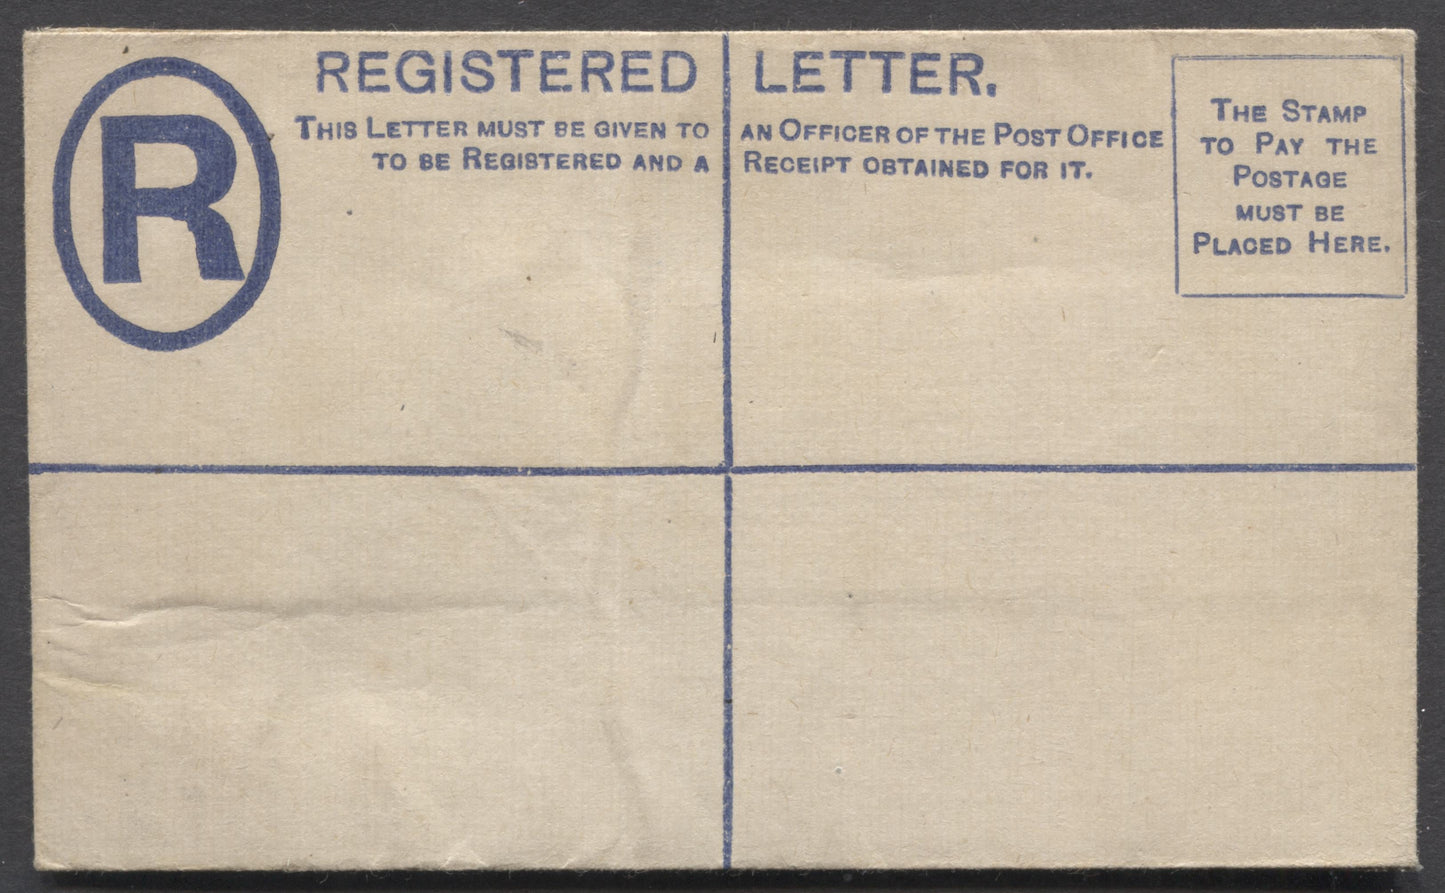 R
REGISTERED LETTER.
THIS LETTER MUST BE GIVEN TO AN OFFICER OF THE POST OFFICE
TO BE REGISTERED AND A RECEIPT OBTAINED FOR IT.
THE STAMP
TO PAY THE
POSTAGE
MUST BE
PLACED HERE.